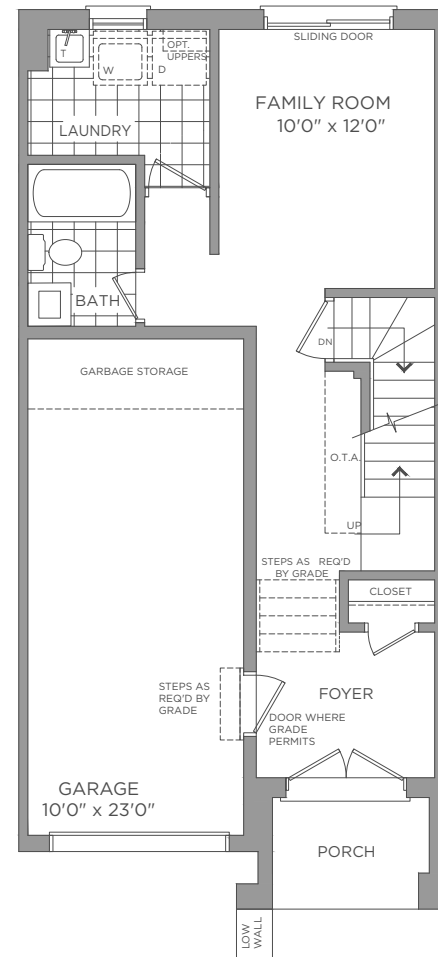 SLIDING DOOR
T
W
D
OPT.
UPPERS
LAUNDRY
FAMILY ROOM
10'0" x 12'0"
BATH
DN
GARBAGE STORAGE
O.T.A.
UP
STEPS AS REQ'D
BY GRADE
CLOSET
STEPS AS
REQ'D BY
GRADE
FOYER
DOOR WHERE
GRADE
PERMITS
GARAGE
10'0" x 23'0"
PORCH
LOW
WALL